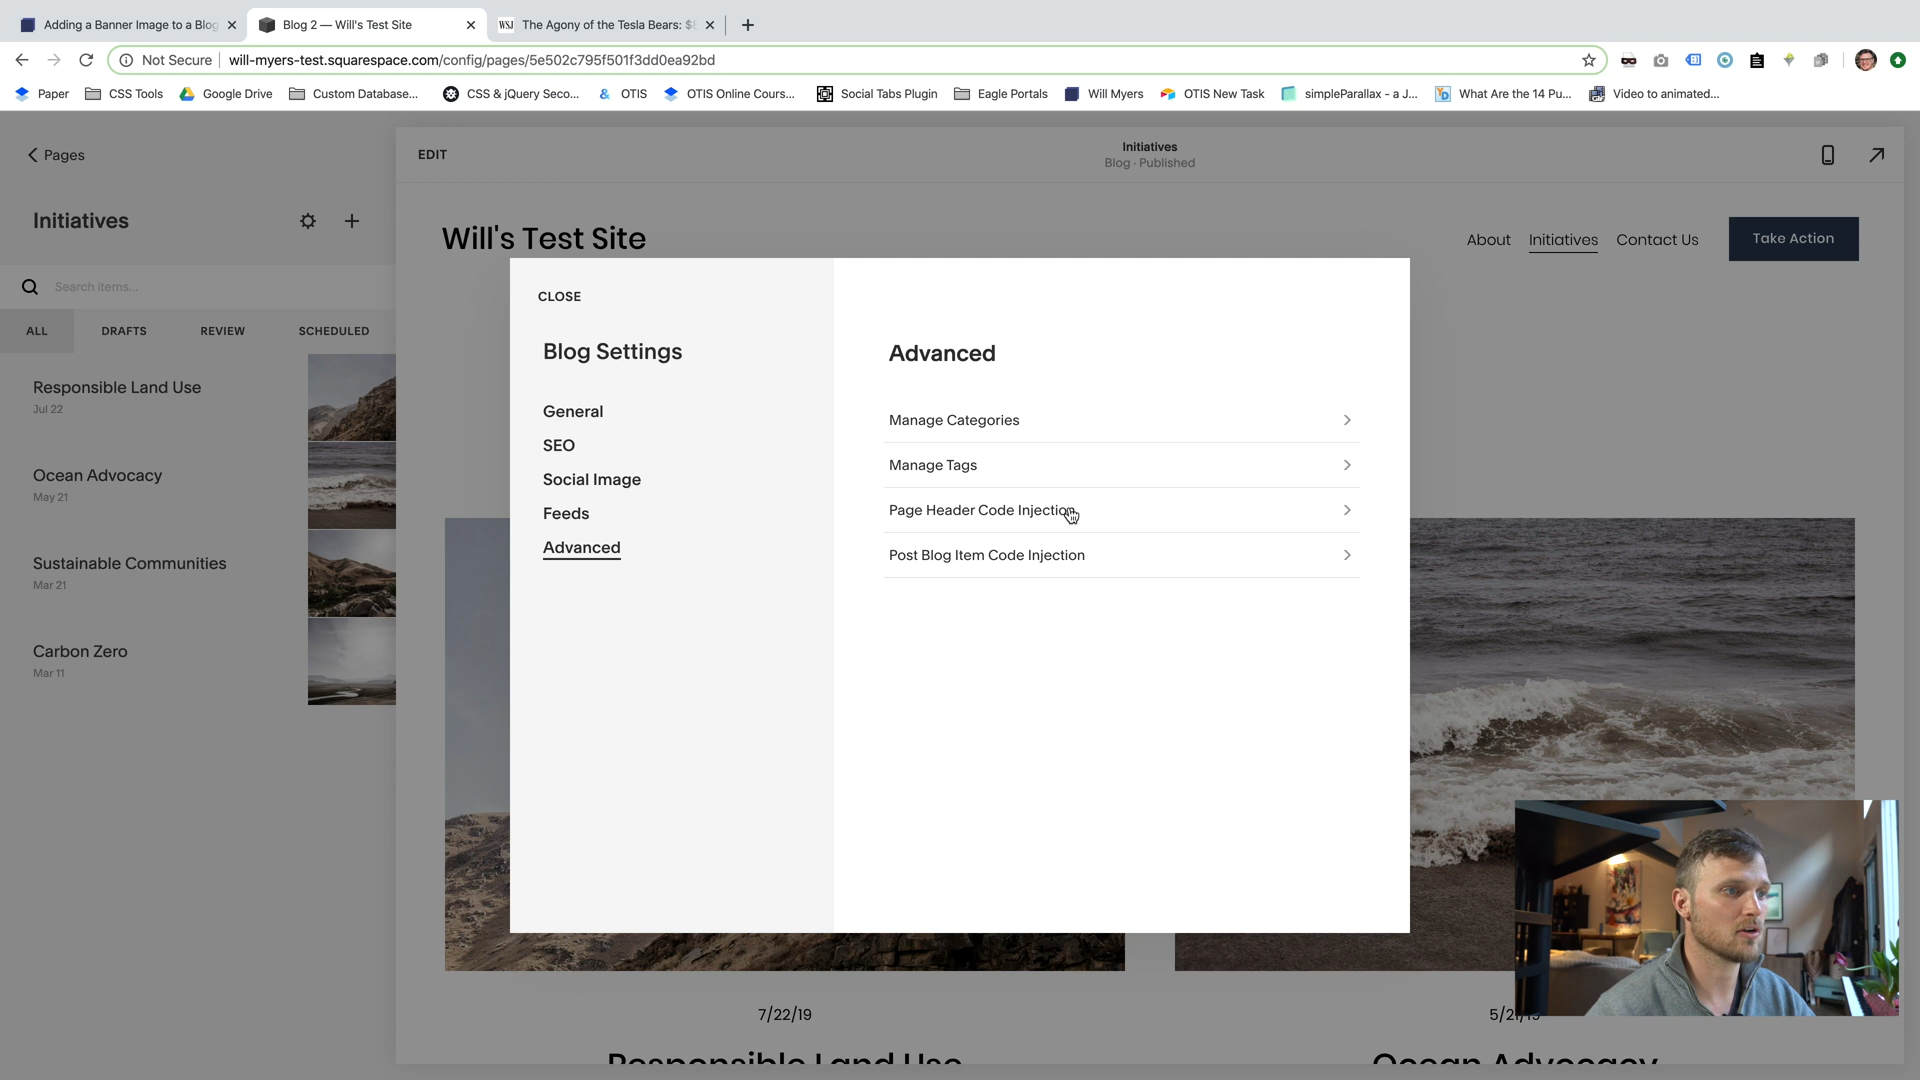 Adding a Banner Image to a Blog
Blog 2 — Will's Test Site
WSJ
The Agony of the Tesla Bears: $8
Not Secure
will-myers-test.squarespace.com/config/pages/5e502c795f501f3dd0ea92bd
Paper
CSS Tools
Google Drive
Custom Database...
CSS & jQuery Seco...
& OTIS
OTIS Online Cours...
Social Tabs Plugin
Eagle Portals
Will Myers
OTIS New Task
simpleParallax - a J...
What Are the 14 Pu...
Video to animated...
Pages
EDIT
Initiatives
Blog · Published
Initiatives
Will's Test Site
About
Initiatives
Contact Us
Take Action
Search items...
ALL
DRAFTS
REVIEW
SCHEDULED
Responsible Land Use
Jul 22
Ocean Advocacy
May 21
Sustainable Communities
Mar 21
Carbon Zero
Mar 11
CLOSE
Blog Settings
General
SEO
Social Image
Feeds
Advanced
Advanced
Manage Categories
Manage Tags
Page Header Code Injection
Post Blog Item Code Injection
7/22/19
5/21/19
Responsible Land Use
Ocean Advocacy